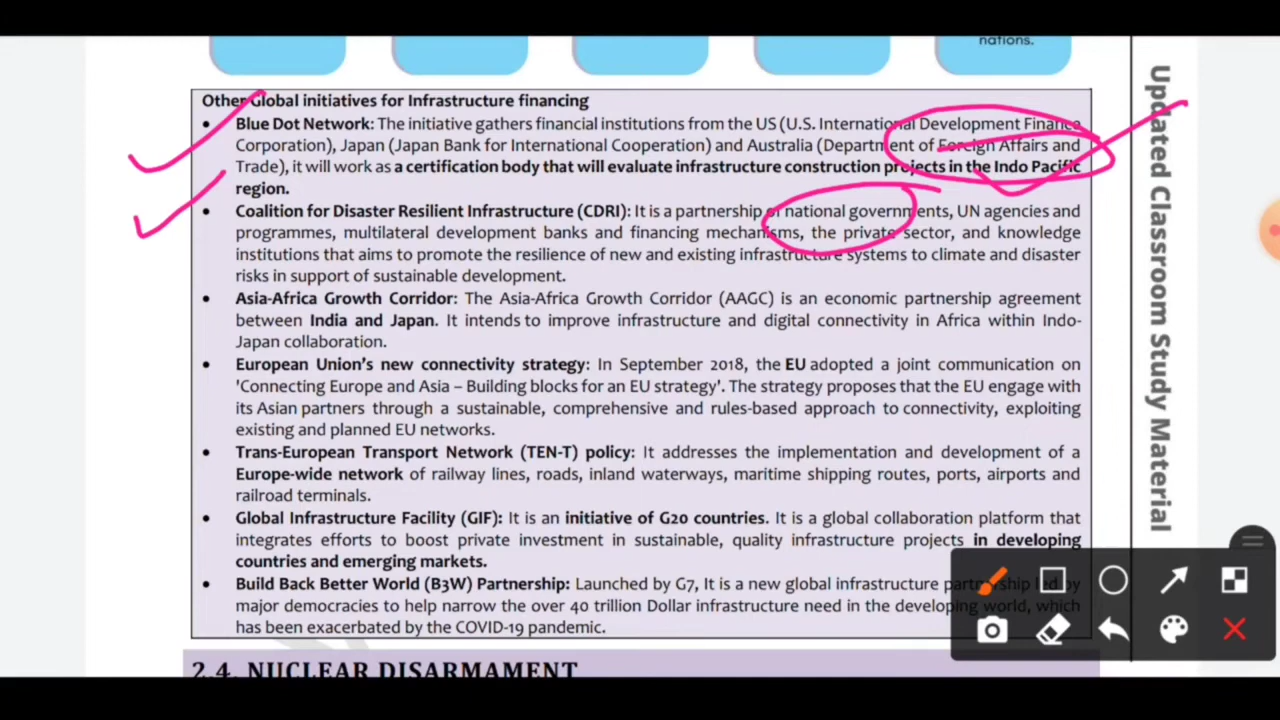 nations.
Other Global initiatives for Infrastructure financing
• Blue Dot Network: The initiative gathers financial institutions from the US (U.S. International Development Finance
Corporation), Japan (Japan Bank for International Cooperation) and Australia (Department of Foreign Affairs and
Trade), it will work as a certification body that will evaluate infrastructure construction projects in the Indo Pacific
region.
• Coalition for Disaster Resilient Infrastructure (CDRI): It is a partnership of national governments, UN agencies and
programmes, multilateral development banks and financing mechanisms, the private sector, and knowledge
institutions that aims to promote the resilience of new and existing infrastructure systems to climate and disaster
risks in support of sustainable development.
• Asia-Africa Growth Corridor: The Asia-Africa Growth Corridor (AAGC) is an economic partnership agreement
between India and Japan. It intends to improve infrastructure and digital connectivity in Africa within Indo-
Japan collaboration.
• European Union's new connectivity strategy: In September 2018, the EU adopted a joint communication on
'Connecting Europe and Asia – Building blocks for an EU strategy'. The strategy proposes that the EU engage with
its Asian partners through a sustainable, comprehensive and rules-based approach to connectivity, exploiting
existing and planned EU networks.
• Trans-European Transport Network (TEN-T) policy: It addresses the implementation and development of a
Europe-wide network of railway lines, roads, inland waterways, maritime shipping routes, ports, airports and
railroad terminals.
• Global Infrastructure Facility (GIF): It is an initiative of G20 countries. It is a global collaboration platform that
integrates efforts to boost private investment in sustainable, quality infrastructure projects in developing
countries and emerging markets.
• Build Back Better World (B3W) Partnership: Launched by G7, It is a new global infrastructure partnership led by
major democracies to help narrow the over 40 trillion Dollar infrastructure need in the developing world, which
has been exacerbated by the COVID-19 pandemic.
2.4. NUCLEAR DISARMAMENT
Updated Classroom Study Material